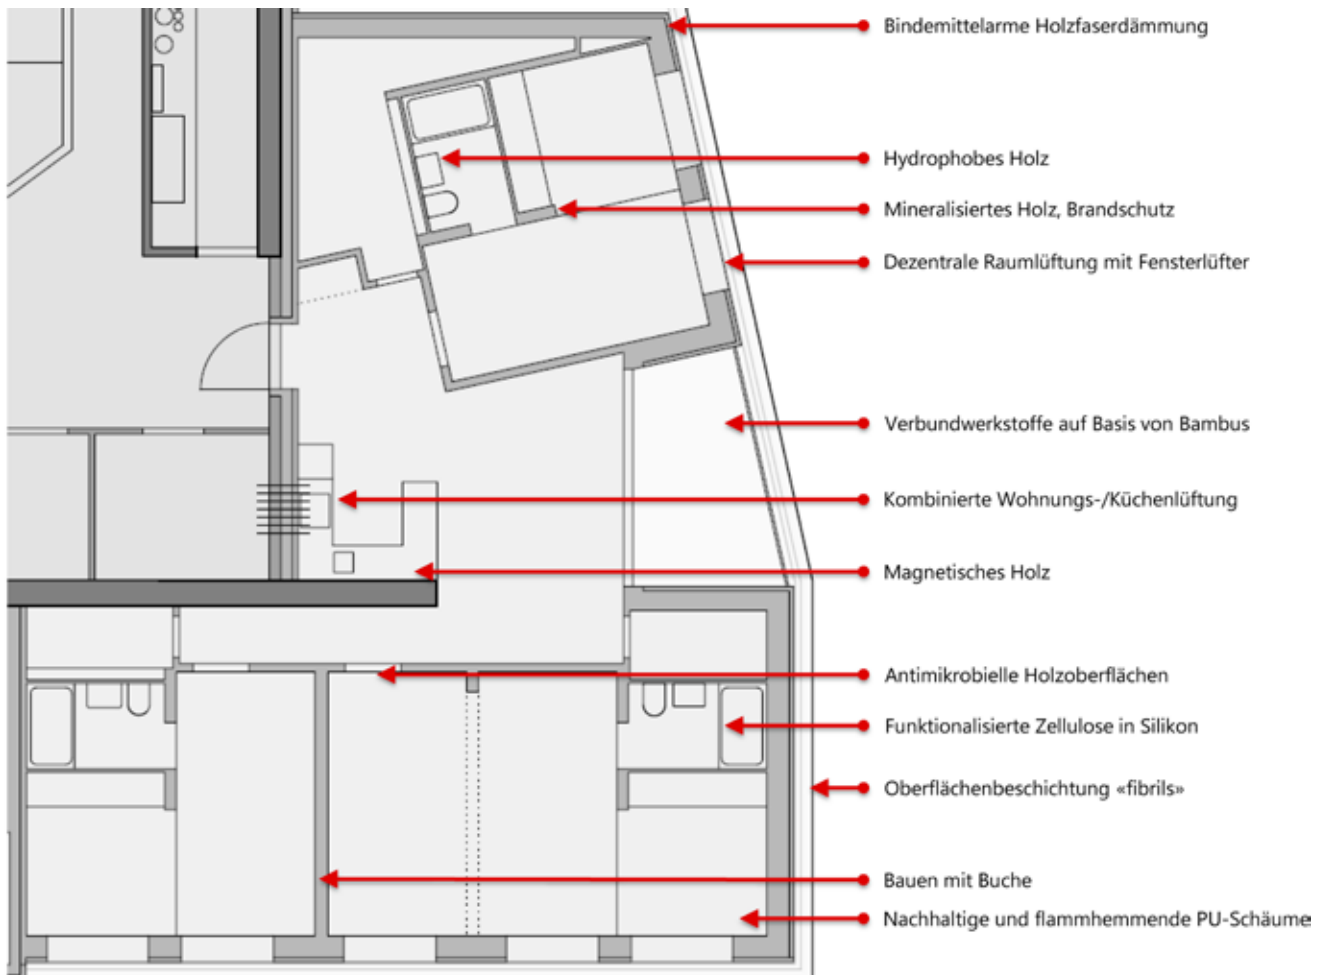 Bindemittelarme Holzfaserdämmung
Hydrophobes Holz
Mineralisiertes Holz, Brandschutz
Dezentrale Raumlüftung mit Fensterlüfter
Verbundwerkstoffe auf Basis von Bambus
Kombinierte Wohnungs-/Küchenlüftung
Magnetisches Holz
Antimikrobielle Holzoberflächen
Funktionalisierte Zellulose in Silikon
Oberflächenbeschichtung «fibrils»
Bauen mit Buche
Nachhaltige und flammhemmende PU-Schäume